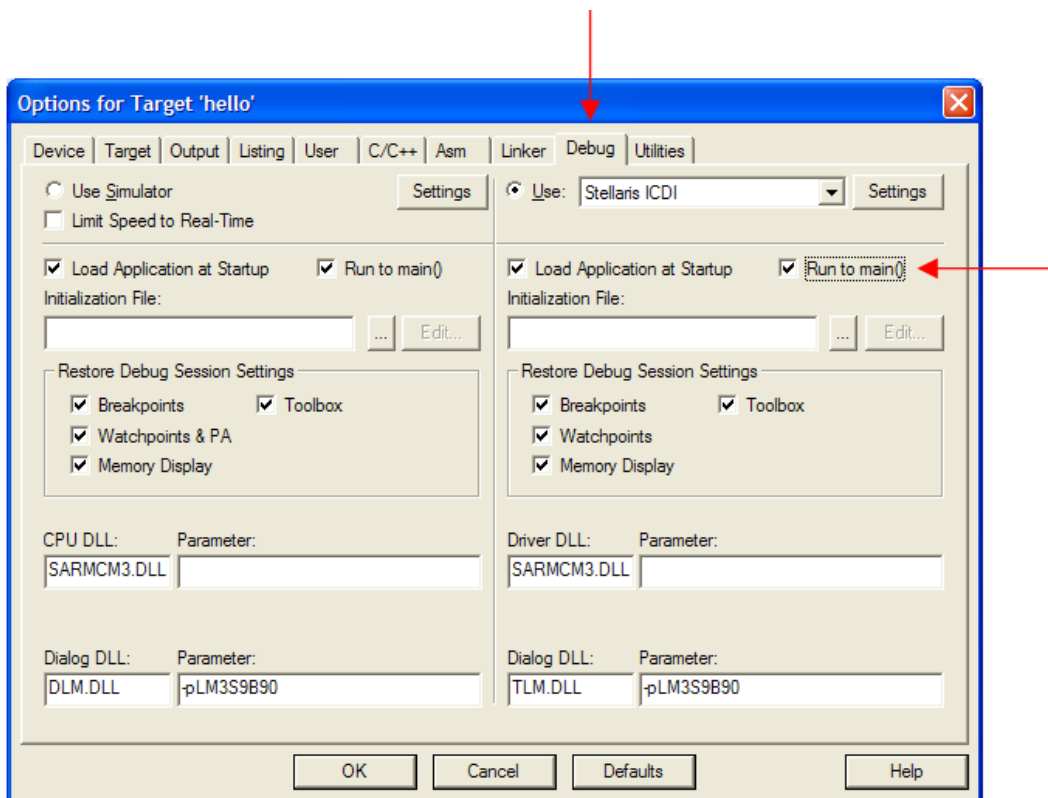 Options for Target 'hello'
Device Target Output Listing User C/C++ Asm Linker Debug Utilities
Use Simulator Settings
Limit Speed to Real-Time
Use: Stellaris ICDI Settings
Load Application at Startup Run to main()
Initialization File:
... Edit...
Load Application at Startup Run to main()
Initialization File:
... Edit...
Restore Debug Session Settings
Breakpoints Toolbox
Watchpoints & PA
Memory Display
Restore Debug Session Settings
Breakpoints Toolbox
Watchpoints
Memory Display
CPU DLL: Parameter:
SARMCM3.DLL
Driver DLL: Parameter:
SARMCM3.DLL
Dialog DLL: Parameter:
DLM.DLL -pLM3S9B90
Dialog DLL: Parameter:
TLM.DLL -pLM3S9B90
OK Cancel Defaults Help